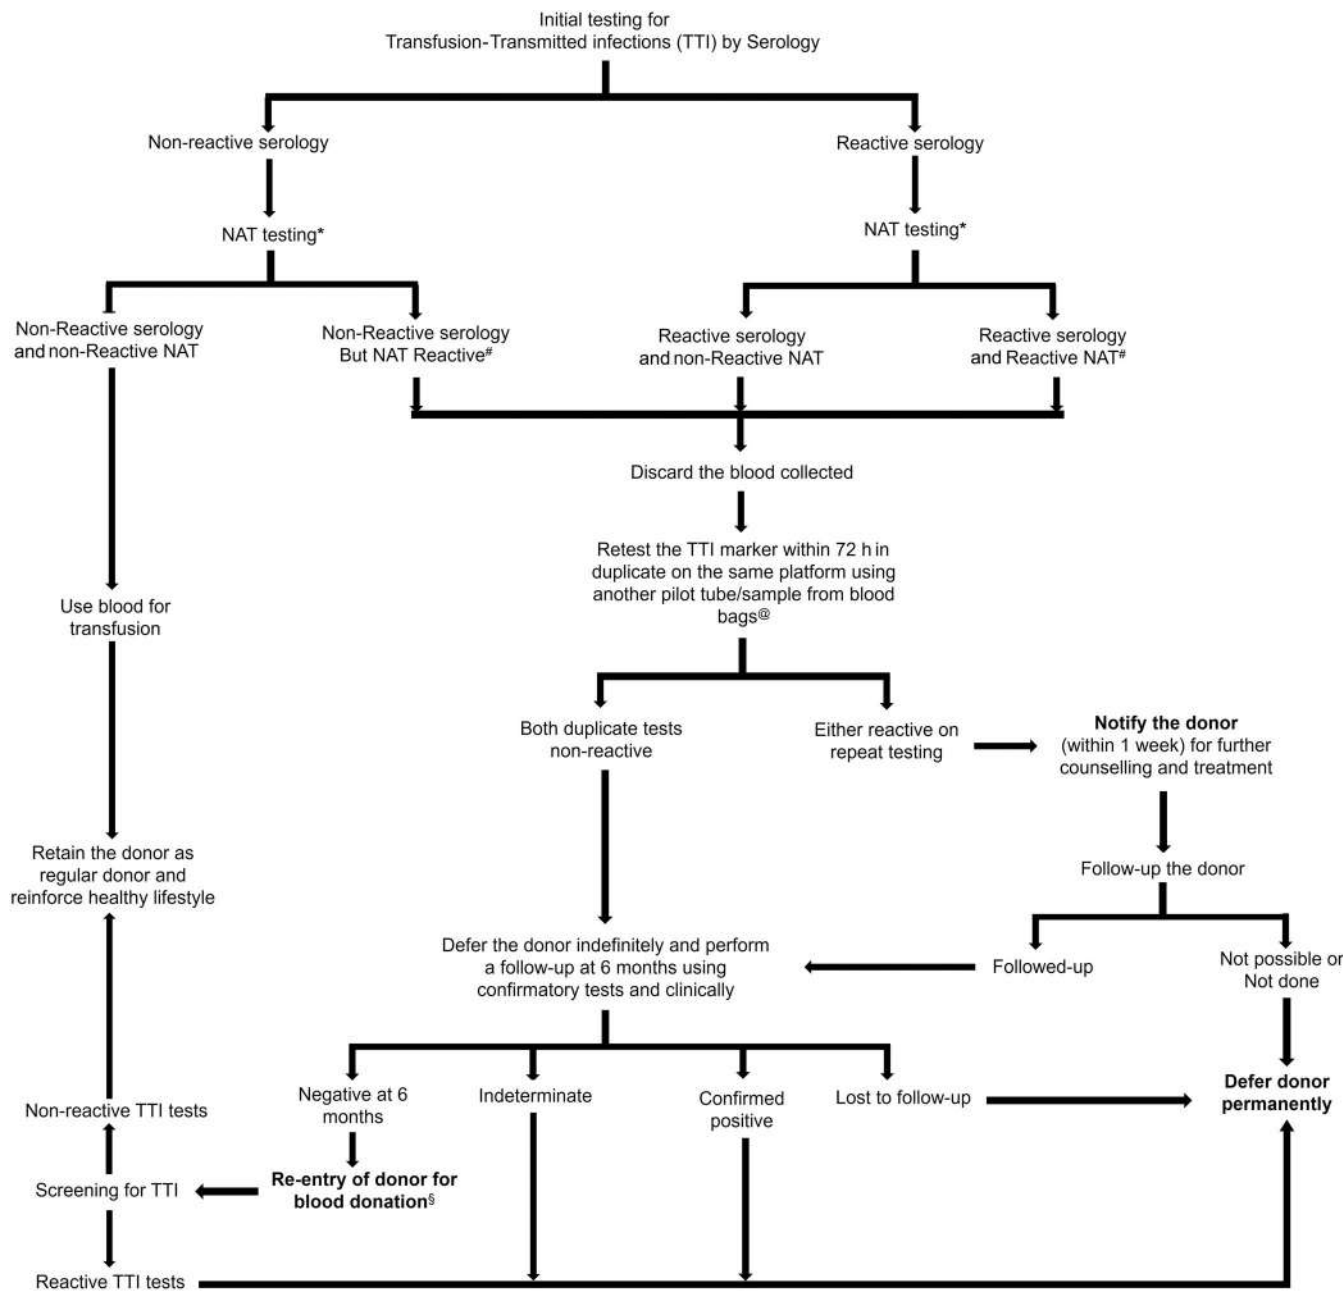 Initial testing for
Transfusion-Transmitted infections (TTI) by Serology
Non-reactive serology
Reactive serology
NAT testing*
NAT testing*
Non-Reactive serology
and non-Reactive NAT
Non-Reactive serology
But NAT Reactive#
Reactive serology
and non-Reactive NAT
Reactive serology
and Reactive NAT#
Discard the blood collected
Retest the TTI marker within 72 h in
duplicate on the same platform using
another pilot tube/sample from blood
bags@
Use blood for
transfusion
Both duplicate tests
non-reactive
Either reactive on
repeat testing
Notify the donor
(within 1 week) for further
counselling and treatment
Retain the donor as
regular donor and
reinforce healthy lifestyle
Follow-up the donor
Defer the donor indefinitely and perform
a follow-up at 6 months using
confirmatory tests and clinically
Followed-up
Not possible or
Not done
Negative at 6
months
Indeterminate
Confirmed
positive
Lost to follow-up
Defer donor
permanently
Non-reactive TTI tests
Re-entry of donor for
blood donation§
Screening for TTI
Reactive TTI tests